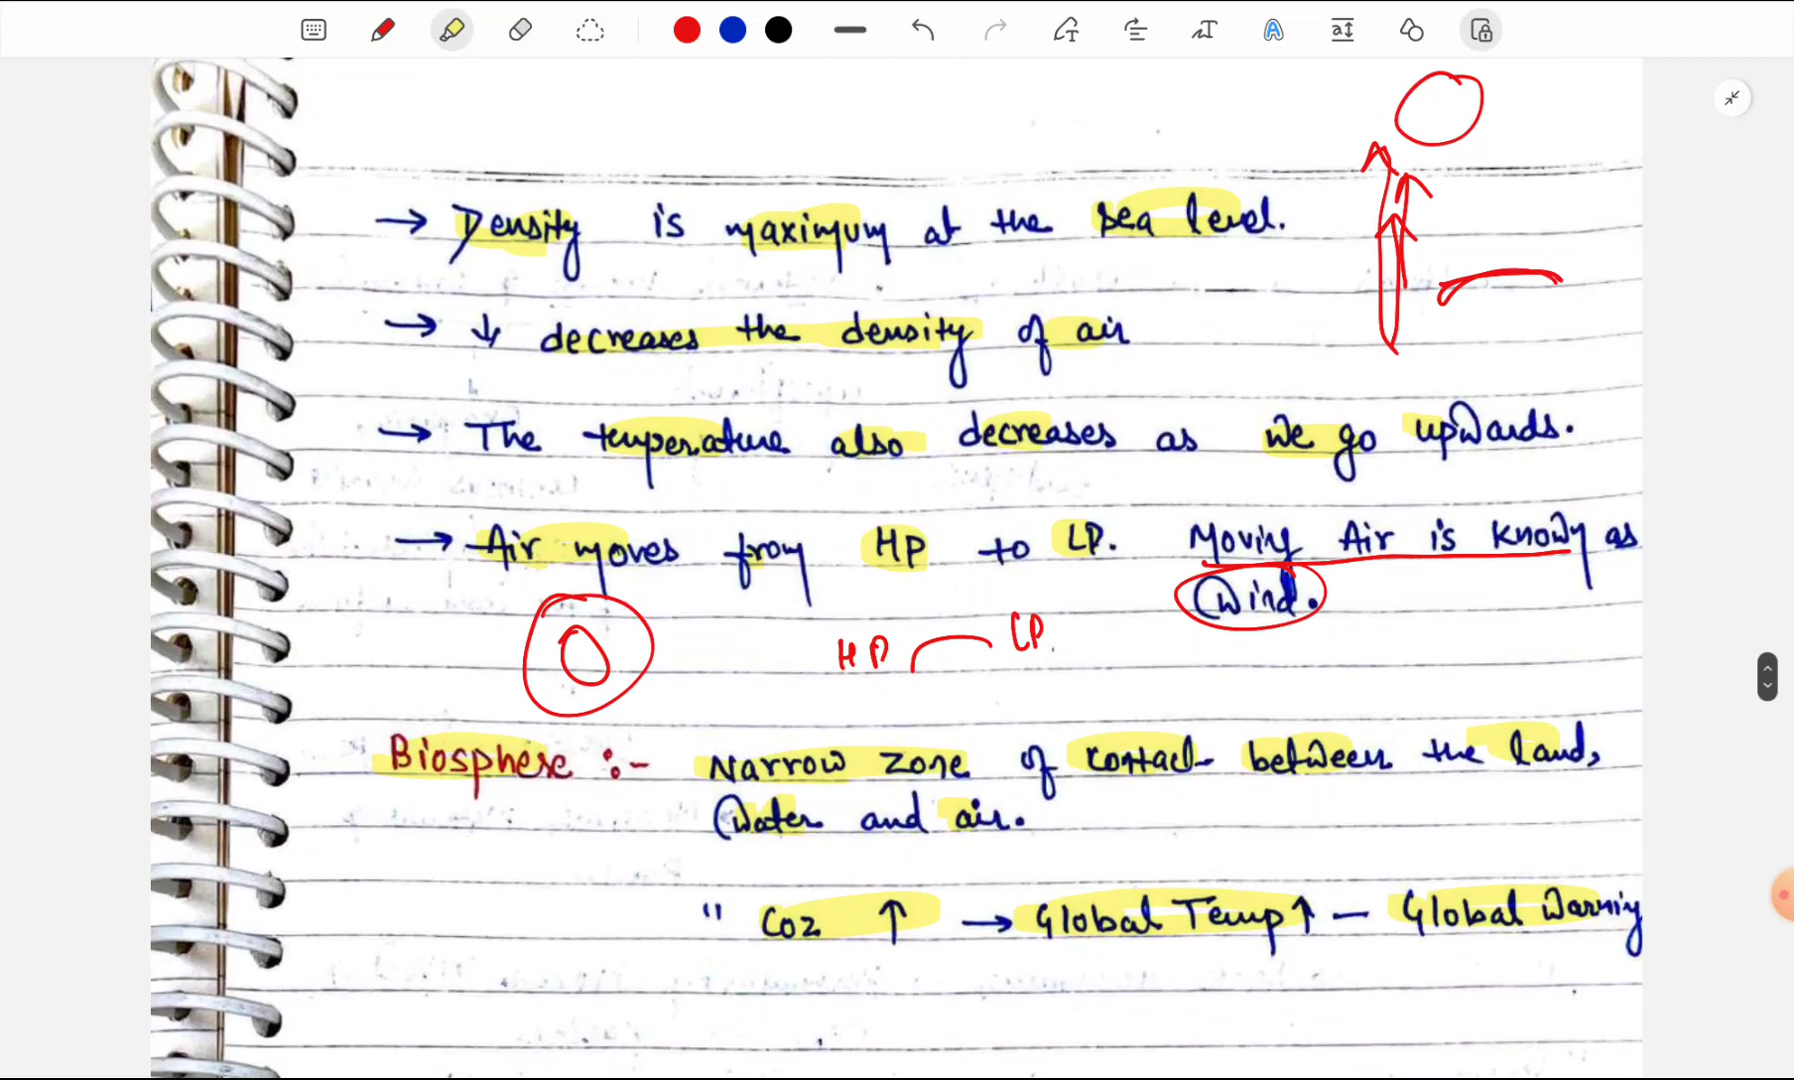 → Density is maximum at the sea level.
→ ↓ decreases the density of air
→ The temperature also decreases as we go upwards.
→ Air moves from HP to LP. Moving Air is known as
Wind.
HP LP
Biosphere :- Narrow zone of contact between the land,
Water and air.
" Co2 ↑ → Global Temp ↑ - Global Warming